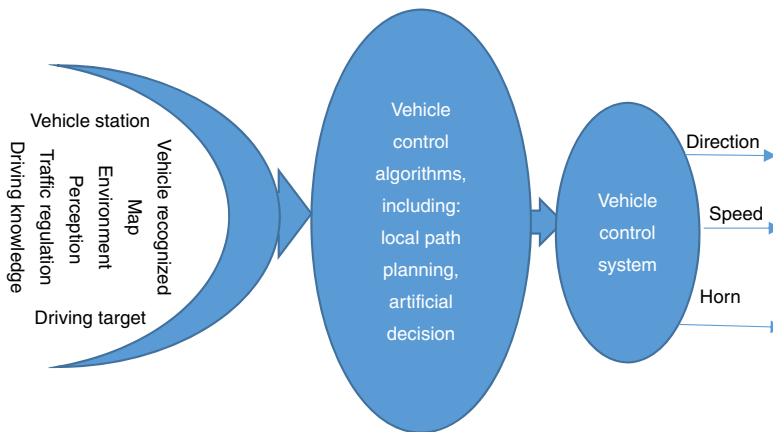 Vehicle station
Driving knowledge
Traffic regulation
Perception
Environment
Map
Vehicle recognized
Driving target
Vehicle
control
algorithms,
including:
local path
planning,
artificial
decision
Vehicle
control
system
Direction
Speed
Horn